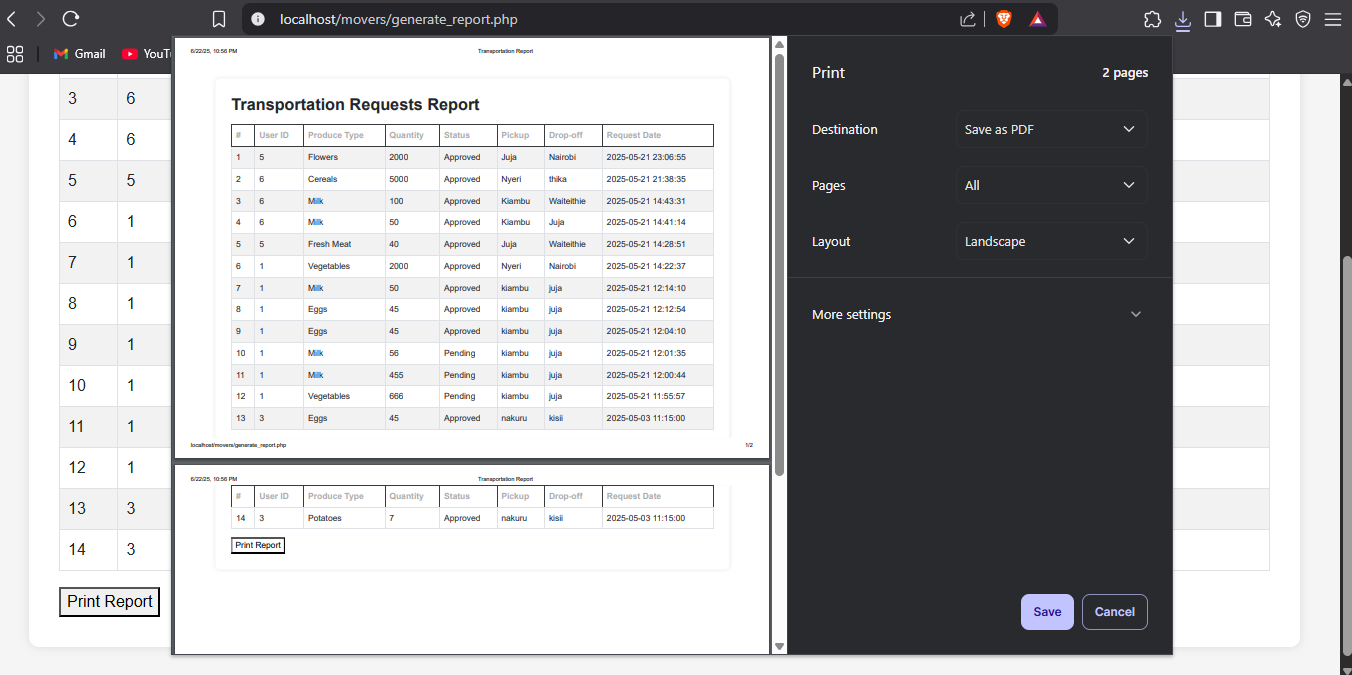 localhost/movers/generate_report.php
Gmail
YouT
3 6
4 6
5 5
6 1
7 1
8 1
9 1
10 1
11 1
12 1
13 3
14 3
Print Report
6/22/25, 10:56 PM Transportation Report
Transportation Requests Report
# User ID Produce Type Quantity Status Pickup Drop-off Request Date
1 5 Flowers 2000 Approved Juja Nairobi 2025-05-21 23:06:55
2 6 Cereals 5000 Approved Nyeri thika 2025-05-21 21:38:35
3 6 Milk 100 Approved Kiambu Waiteithie 2025-05-21 14:43:31
4 6 Milk 50 Approved Kiambu Juja 2025-05-21 14:41:14
5 5 Fresh Meat 40 Approved Juja Waiteithie 2025-05-21 14:28:51
6 1 Vegetables 2000 Approved Nyeri Nairobi 2025-05-21 14:22:37
7 1 Milk 50 Approved kiambu juja 2025-05-21 12:14:10
8 1 Eggs 45 Approved kiambu juja 2025-05-21 12:12:54
9 1 Eggs 45 Approved kiambu juja 2025-05-21 12:04:10
10 1 Milk 56 Pending kiambu juja 2025-05-21 12:01:35
11 1 Milk 455 Pending kiambu juja 2025-05-21 12:00:44
12 1 Vegetables 666 Pending kiambu juja 2025-05-21 11:55:57
13 3 Eggs 45 Approved nakuru kisii 2025-05-03 11:15:00
localhost/movers/generate_report.php 1/2
6/22/25, 10:56 PM Transportation Report
# User ID Produce Type Quantity Status Pickup Drop-off Request Date
14 3 Potatoes 7 Approved nakuru kisii 2025-05-03 11:15:00
Print Report
Print 2 pages
Destination Save as PDF
Pages All
Layout Landscape
More settings
Save Cancel